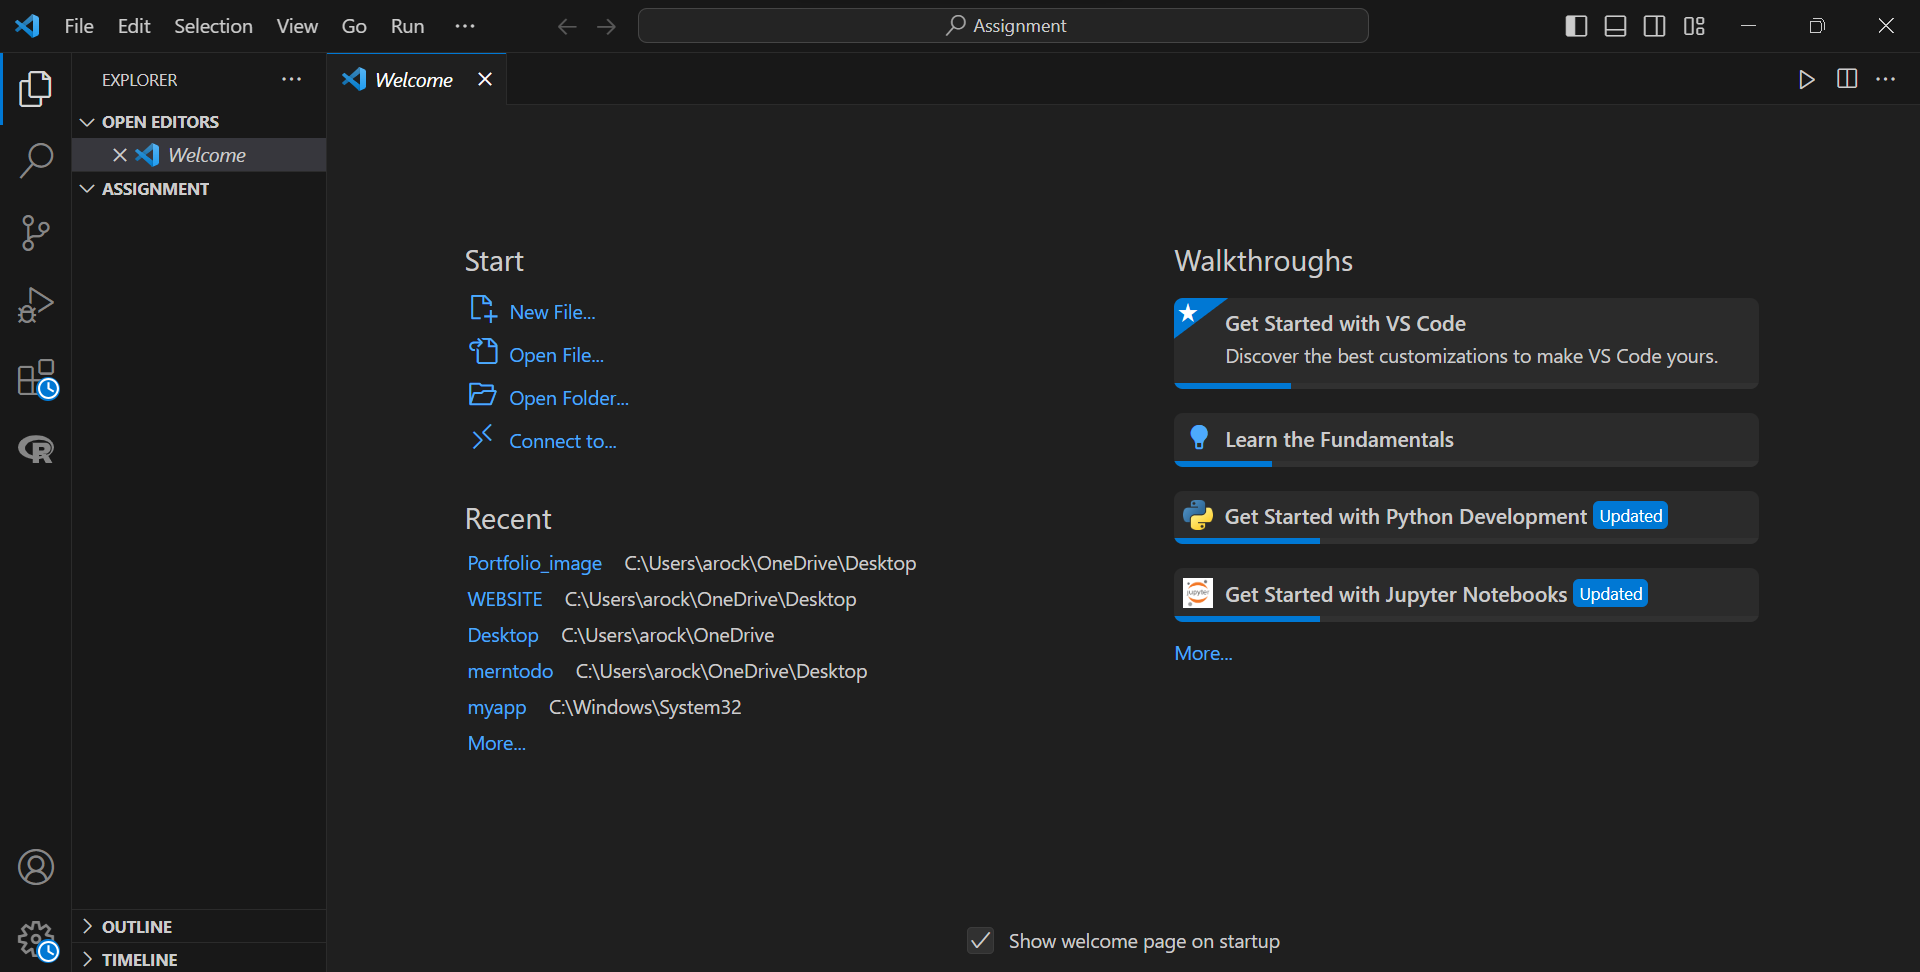 File Edit Selection View Go Run ···
Assignment
EXPLORER ···
Welcome
OPEN EDITORS
Welcome
ASSIGNMENT
Start
New File...
Open File...
Open Folder...
Connect to...
Recent
Portfolio_image C:\Users\arock\OneDrive\Desktop
WEBSITE C:\Users\arock\OneDrive\Desktop
Desktop C:\Users\arock\OneDrive
merntodo C:\Users\arock\OneDrive\Desktop
myapp C:\Windows\System32
More...
Walkthroughs
Get Started with VS Code
Discover the best customizations to make VS Code yours.
Learn the Fundamentals
Get Started with Python Development Updated
jupyter
Get Started with Jupyter Notebooks Updated
More...
R
OUTLINE
TIMELINE
Show welcome page on startup